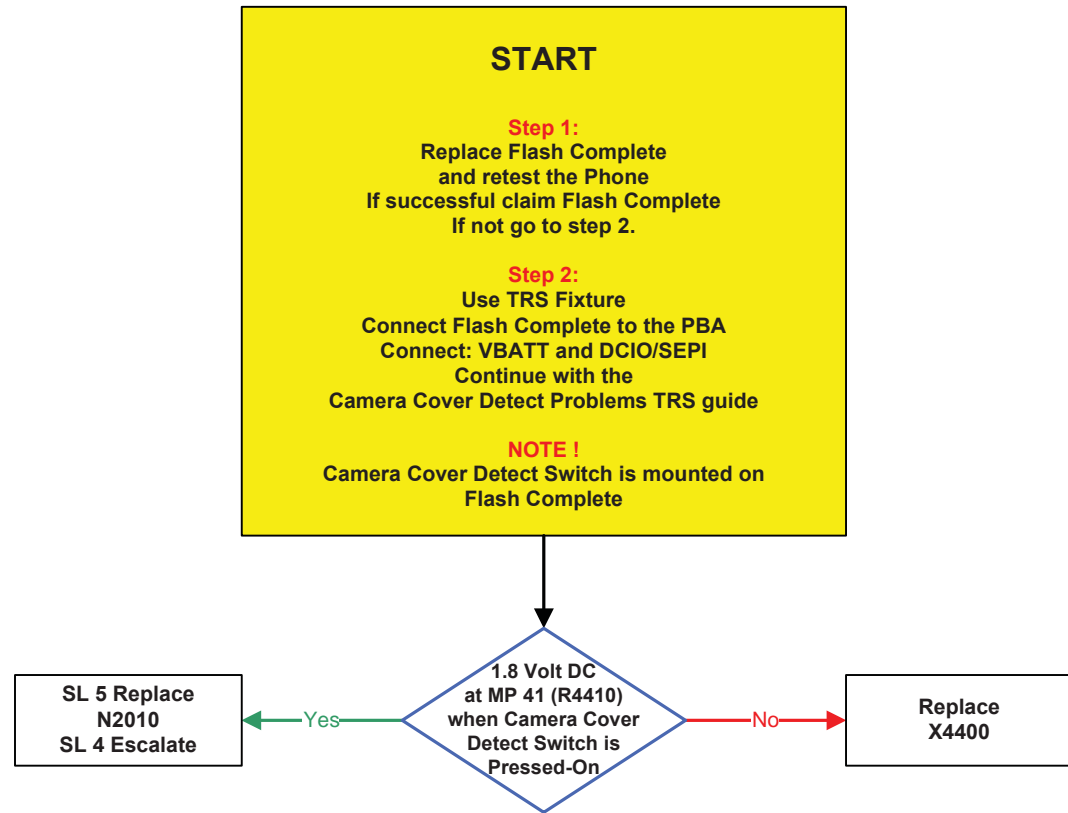 START
Step 1:
Replace Flash Complete
and retest the Phone
If successful claim Flash Complete
If not go to step 2.
Step 2:
Use TRS Fixture
Connect Flash Complete to the PBA
Connect: VBATT and DCIO/SEPI
Continue with the
Camera Cover Detect Problems TRS guide
NOTE !
Camera Cover Detect Switch is mounted on
Flash Complete
1.8 Volt DC
at MP 41 (R4410)
when Camera Cover
Detect Switch is
Pressed-On
Yes
SL 5 Replace
N2010
SL 4 Escalate
No
Replace
X4400